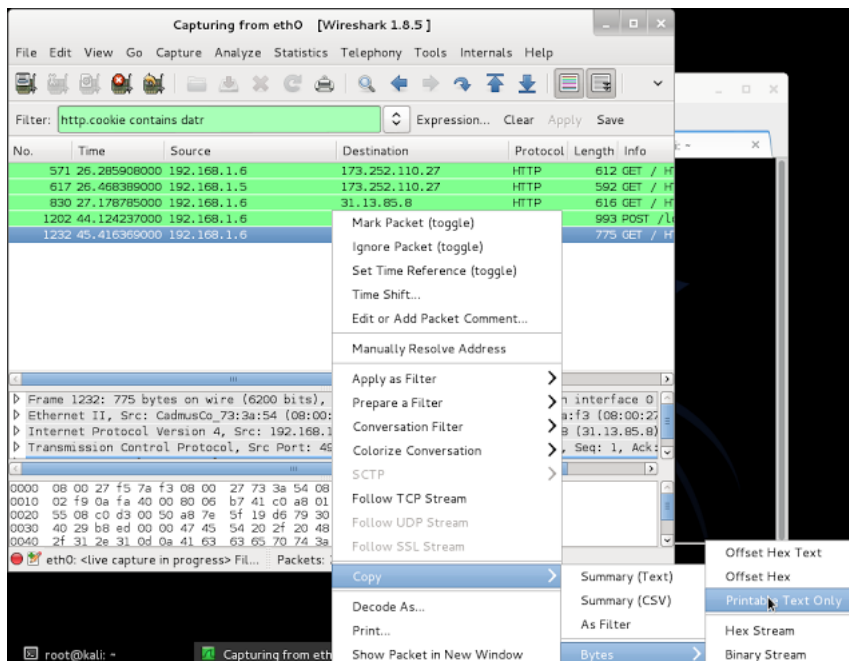 Capturing from eth0 [Wireshark 1.8.5 ]
File Edit View Go Capture Analyze Statistics Telephony Tools Internals Help
Filter: http.cookie contains datr Expression... Clear Apply Save
No. Time Source Destination Protocol Length Info
571 26.285908000 192.168.1.6 173.252.110.27 HTTP 612 GET / H
617 26.468389000 192.168.1.5 173.252.110.27 HTTP 592 GET / H
830 27.178785000 192.168.1.6 31.13.85.8 HTTP 616 GET / H
1202 44.124237000 192.168.1.6 993 POST /l
1232 45.416369000 192.168.1.6 775 GET / H
Mark Packet (toggle)
Ignore Packet (toggle)
Set Time Reference (toggle)
Time Shift...
Edit or Add Packet Comment...
Manually Resolve Address
Apply as Filter
Prepare a Filter
Conversation Filter
Colorize Conversation
SCTP
Follow TCP Stream
Follow UDP Stream
Follow SSL Stream
Copy
Decode As...
Print...
Show Packet in New Window
Frame 1232: 775 bytes on wire (6200 bits), n interface 0
Ethernet II, Src: CadmusCo_73:3a:54 (08:00: a:f3 (08:00:27
Internet Protocol Version 4, Src: 192.168.1 8 (31.13.85.8)
Transmission Control Protocol, Src Port: 49 , Seq: 1, Ack:
0000 08 00 27 f5 7a f3 08 00 27 73 3a 54 08
0010 02 f9 0a fa 40 00 80 06 b7 41 c0 a8 01
0020 55 08 c0 d3 00 50 a8 7e 5f 19 d6 79 30
0030 40 29 b8 ed 00 00 47 45 54 20 2f 20 48
0040 2f 31 2e 31 0d 0a 41 63 63 65 70 74 3a
eth0: <live capture in progress> Fil... Packets:
Summary (Text)
Summary (CSV)
As Filter
Bytes
Offset Hex Text
Offset Hex
Printable Text Only
Hex Stream
Binary Stream
root@kali: ~
Capturing from eth